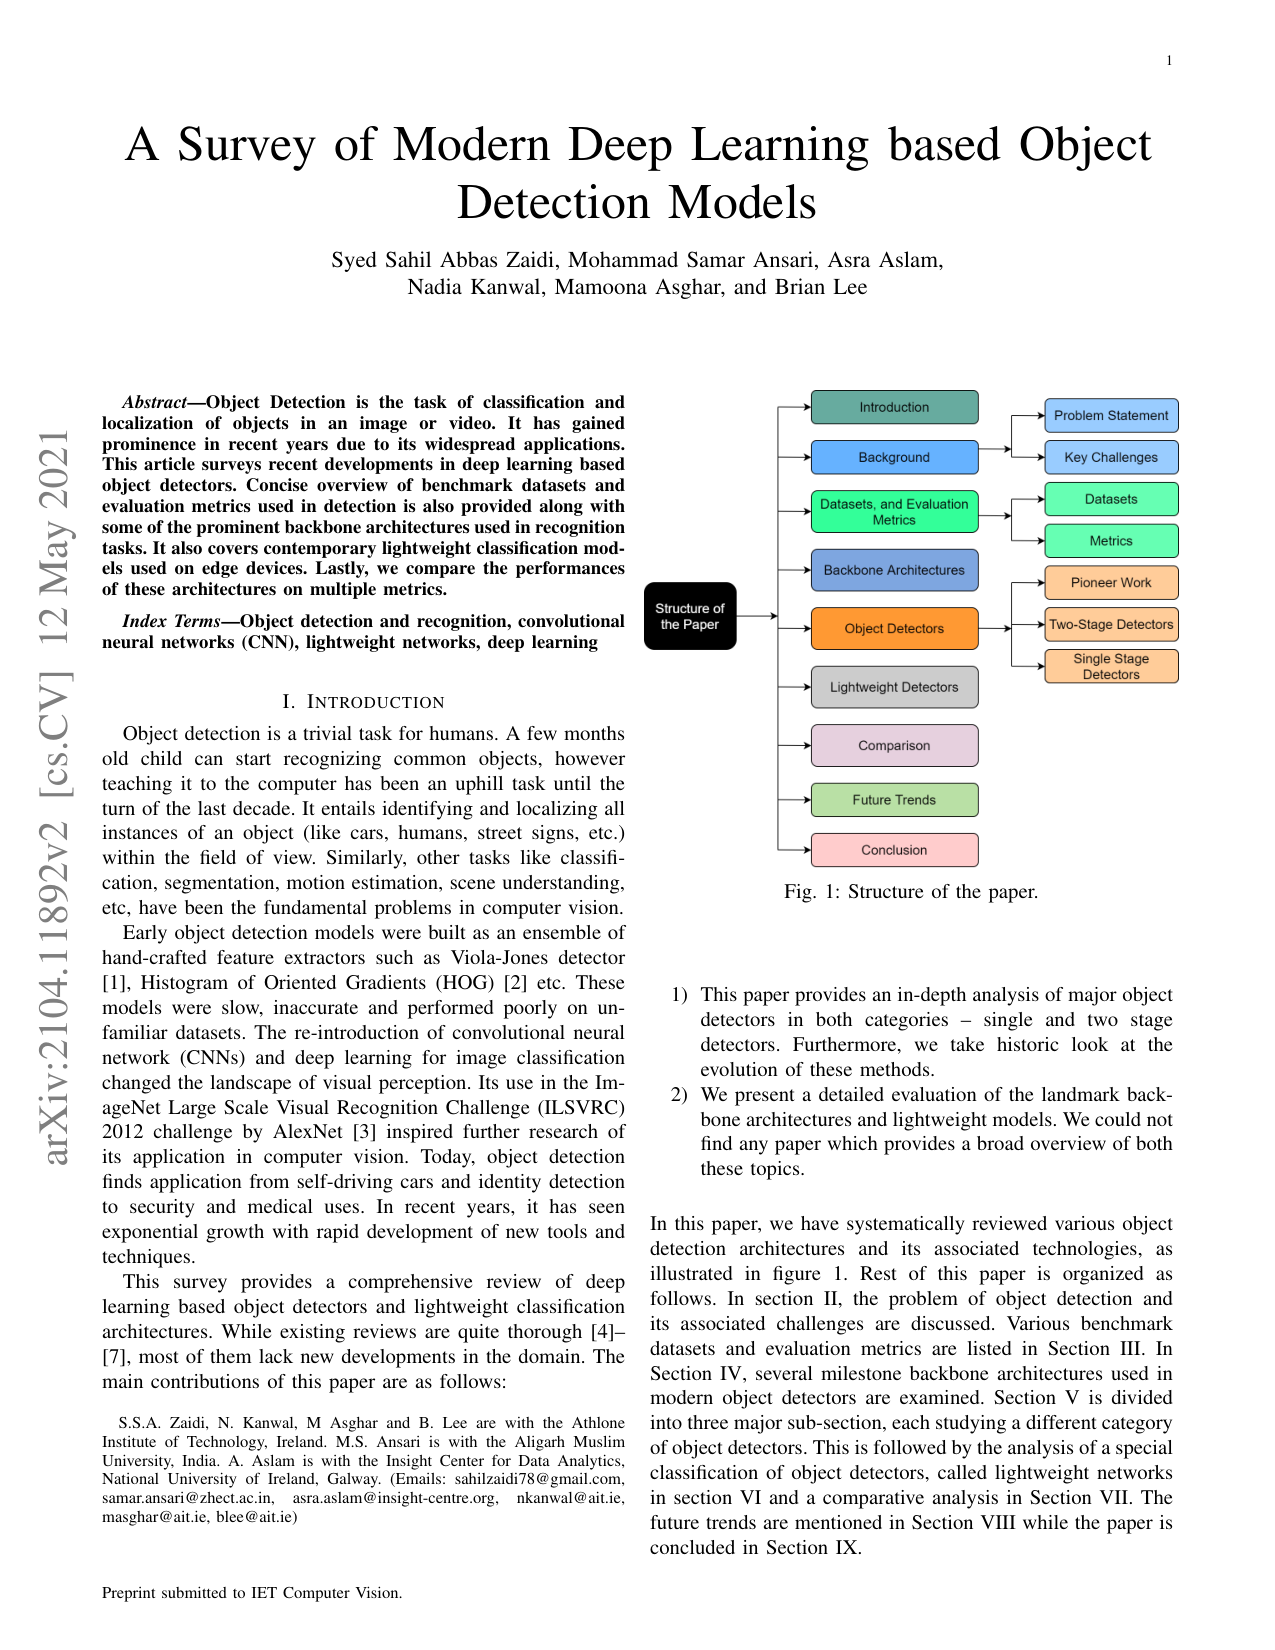 1
A Survey of Modern Deep Learning based Object
Detection Models
Syed Sahil Abbas Zaidi, Mohammad Samar Ansari, Asra Aslam,
Nadia Kanwal, Mamoona Asghar, and Brian Lee
arXiv:2104.11892v2 [cs.CV] 12 May 2021
Abstract—Object Detection is the task of classification and
localization of objects in an image or video. It has gained
prominence in recent years due to its widespread applications.
This article surveys recent developments in deep learning based
object detectors. Concise overview of benchmark datasets and
evaluation metrics used in detection is also provided along with
some of the prominent backbone architectures used in recognition
tasks. It also covers contemporary lightweight classification mod-
els used on edge devices. Lastly, we compare the performances
of these architectures on multiple metrics.
Index Terms—Object detection and recognition, convolutional
neural networks (CNN), lightweight networks, deep learning
I. INTRODUCTION
Object detection is a trivial task for humans. A few months
old child can start recognizing common objects, however
teaching it to the computer has been an uphill task until the
turn of the last decade. It entails identifying and localizing all
instances of an object (like cars, humans, street signs, etc.)
within the field of view. Similarly, other tasks like classifi-
cation, segmentation, motion estimation, scene understanding,
etc, have been the fundamental problems in computer vision.
Early object detection models were built as an ensemble of
hand-crafted feature extractors such as Viola-Jones detector
[1], Histogram of Oriented Gradients (HOG) [2] etc. These
models were slow, inaccurate and performed poorly on un-
familiar datasets. The re-introduction of convolutional neural
network (CNNs) and deep learning for image classification
changed the landscape of visual perception. Its use in the Im-
ageNet Large Scale Visual Recognition Challenge (ILSVRC)
2012 challenge by AlexNet [3] inspired further research of
its application in computer vision. Today, object detection
finds application from self-driving cars and identity detection
to security and medical uses. In recent years, it has seen
exponential growth with rapid development of new tools and
techniques.
This survey provides a comprehensive review of deep
learning based object detectors and lightweight classification
architectures. While existing reviews are quite thorough [4]–
[7], most of them lack new developments in the domain. The
main contributions of this paper are as follows:
S.S.A. Zaidi, N. Kanwal, M Asghar and B. Lee are with the Athlone
Institute of Technology, Ireland. M.S. Ansari is with the Aligarh Muslim
University, India. A. Aslam is with the Insight Center for Data Analytics,
National University of Ireland, Galway. (Emails: sahilzaidi78@gmail.com,
samar.ansari@zhect.ac.in, asra.aslam@insight-centre.org, nkanwal@ait.ie,
masghar@ait.ie, blee@ait.ie)
Preprint submitted to IET Computer Vision.
Structure of
the Paper
Introduction
Background
Problem Statement
Key Challenges
Datasets, and Evaluation
Metrics
Datasets
Metrics
Backbone Architectures
Object Detectors
Pioneer Work
Two-Stage Detectors
Single Stage
Detectors
Lightweight Detectors
Comparison
Future Trends
Conclusion
Fig. 1: Structure of the paper.
1) This paper provides an in-depth analysis of major object
detectors in both categories – single and two stage
detectors. Furthermore, we take historic look at the
evolution of these methods.
2) We present a detailed evaluation of the landmark back-
bone architectures and lightweight models. We could not
find any paper which provides a broad overview of both
these topics.
In this paper, we have systematically reviewed various object
detection architectures and its associated technologies, as
illustrated in figure 1. Rest of this paper is organized as
follows. In section II, the problem of object detection and
its associated challenges are discussed. Various benchmark
datasets and evaluation metrics are listed in Section III. In
Section IV, several milestone backbone architectures used in
modern object detectors are examined. Section V is divided
into three major sub-section, each studying a different category
of object detectors. This is followed by the analysis of a special
classification of object detectors, called lightweight networks
in section VI and a comparative analysis in Section VII. The
future trends are mentioned in Section VIII while the paper is
concluded in Section IX.